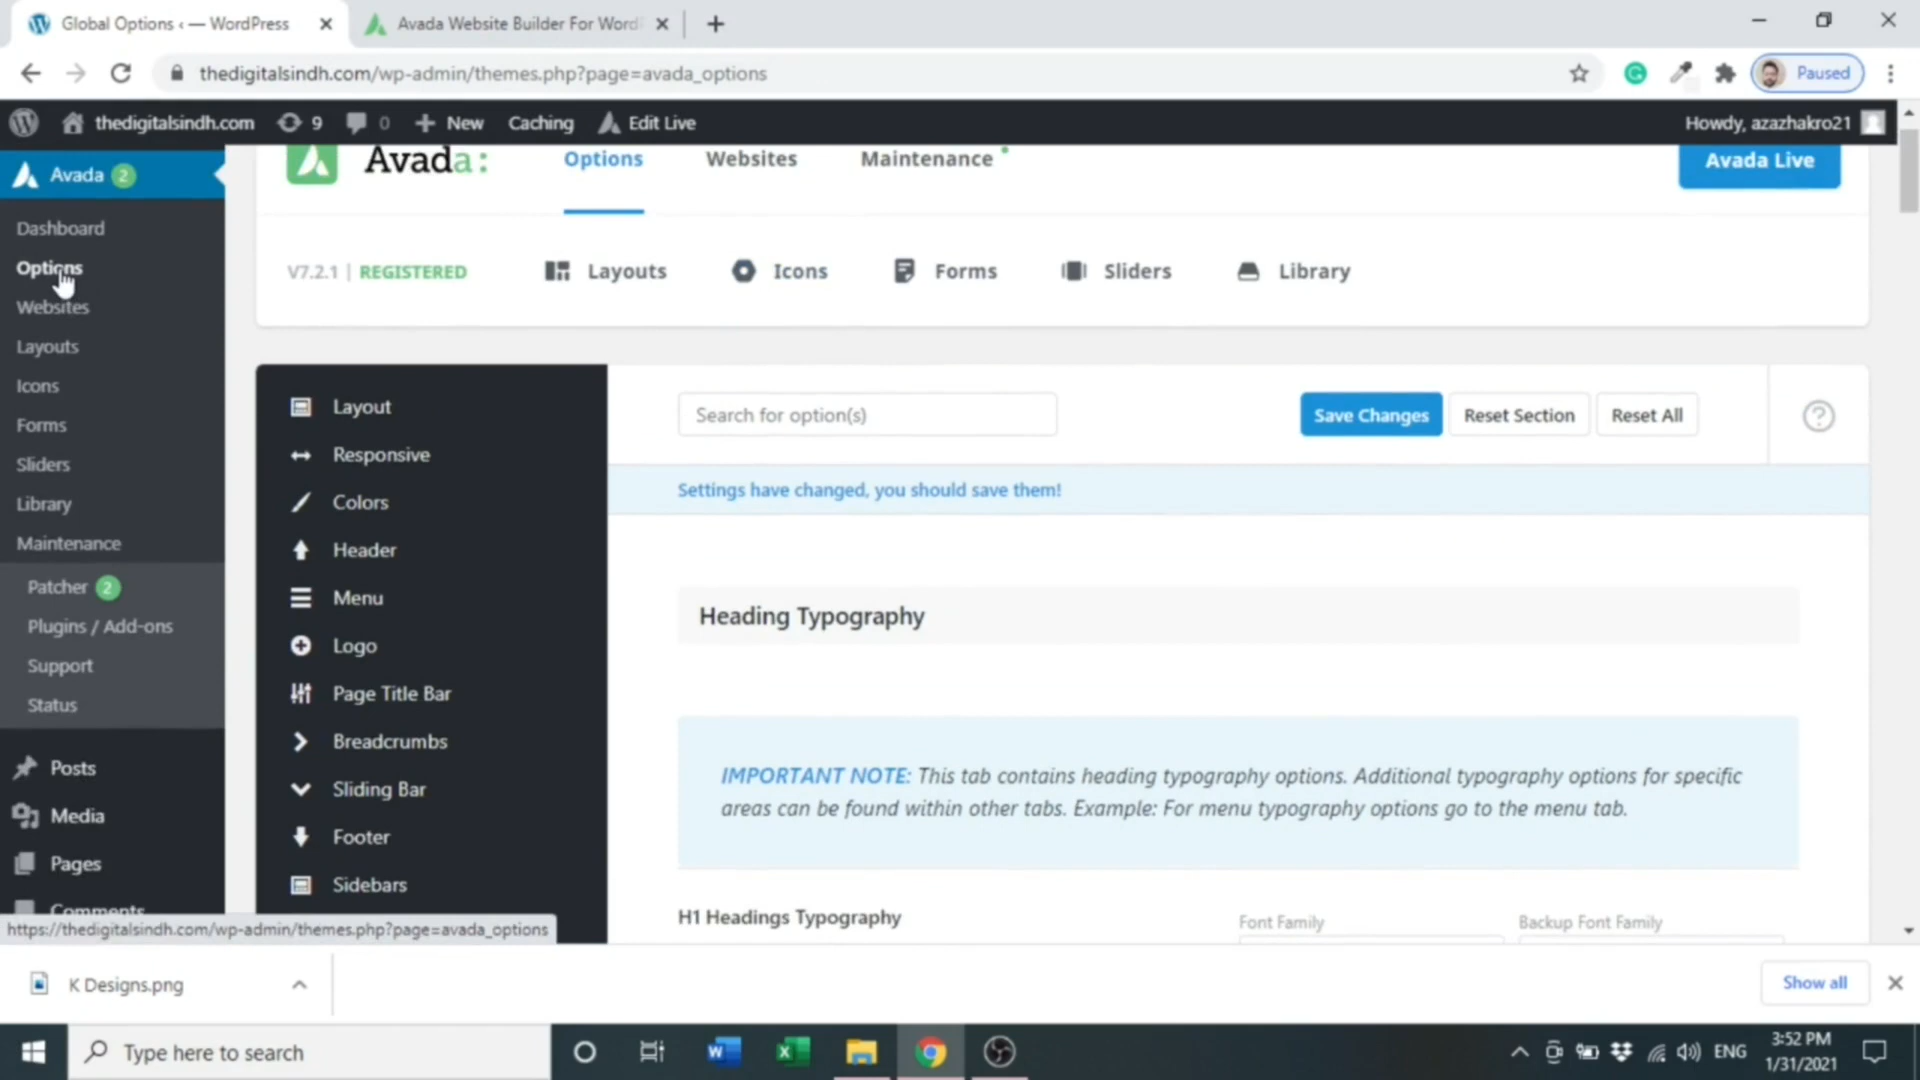 Global Options ‹ — WordPress
Avada Website Builder For Word
thedigitalsindh.com/wp-admin/themes.php?page=avada_options
Paused
thedigitalsindh.com
9
0
New
Caching
Edit Live
Howdy, azazhakro21
Avada 2
Dashboard
Options
Websites
Layouts
Icons
Forms
Sliders
Library
Maintenance
Patcher 2
Plugins / Add-ons
Support
Status
Posts
Media
Pages
Comments
Avada:
Options
Websites
Maintenance
Avada Live
V7.2.1 | REGISTERED
Layouts
Icons
Forms
Sliders
Library
Layout
Responsive
Colors
Header
Menu
Logo
Page Title Bar
Breadcrumbs
Sliding Bar
Footer
Sidebars
Search for option(s)
Save Changes
Reset Section
Reset All
Settings have changed, you should save them!
Heading Typography
IMPORTANT NOTE: This tab contains heading typography options. Additional typography options for specific
areas can be found within other tabs. Example: For menu typography options go to the menu tab.
H1 Headings Typography
Font Family
Backup Font Family
https://thedigitalsindh.com/wp-admin/themes.php?page=avada_options
K Designs.png
Show all
Type here to search
ENG
3:52 PM
1/31/2021